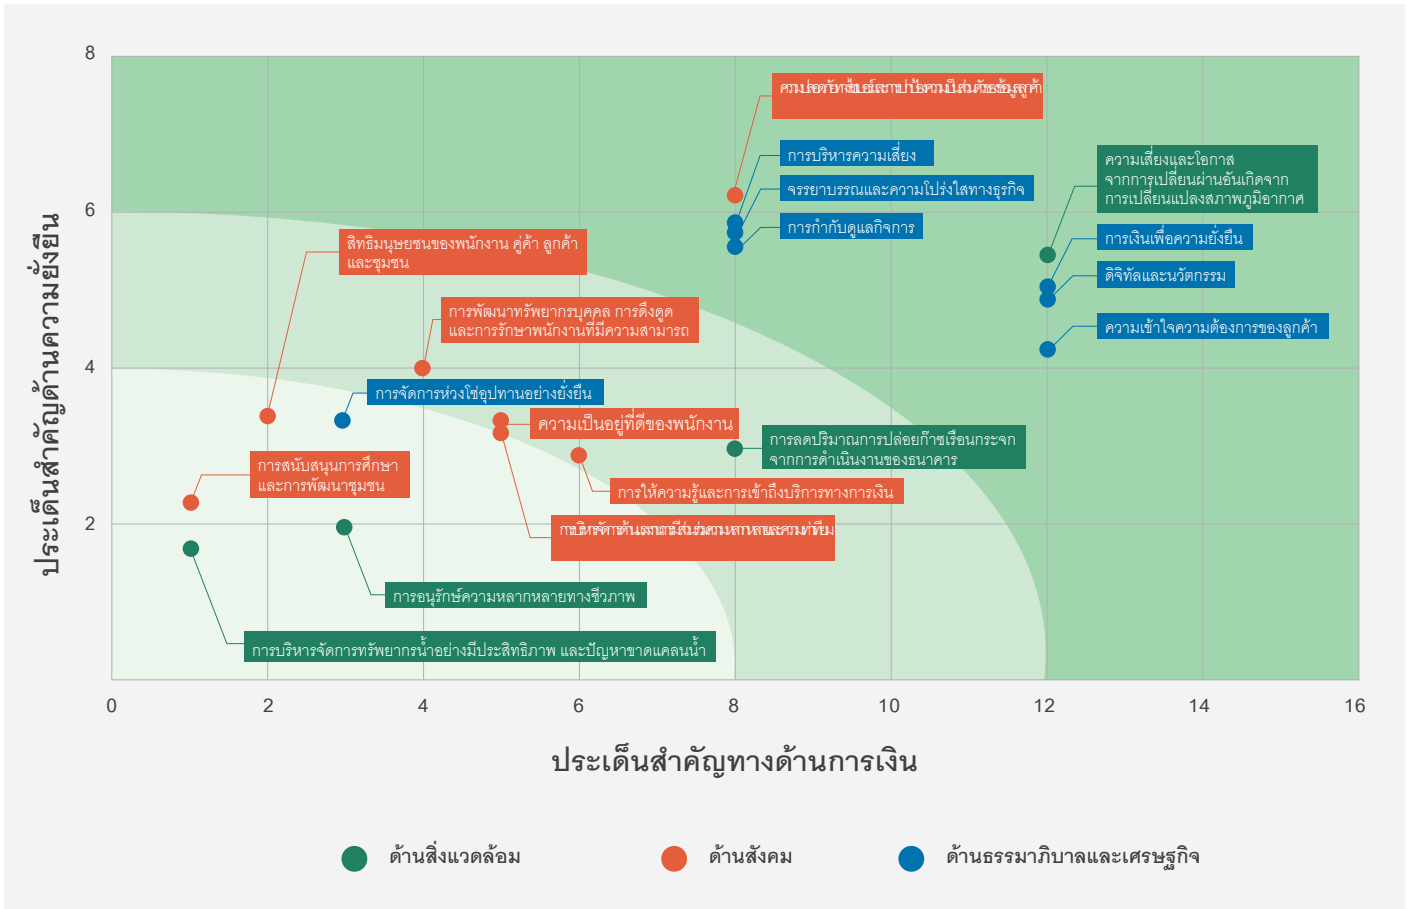 8
6
4
2
0
2
4
6
8
10
12
14
16
ประเด็นสำคัญด้านความยั่งยืน
การบริหารความเสี่ยง
จรรยาบรรณและความโปร่งใสทางธุรกิจ
การกำกับดูแลกิจการ
ความเสี่ยงและโอกาส
จากการเปลี่ยนผ่านอันเกิดจาก
การเปลี่ยนแปลงสภาพภูมิอากาศ
การเงินเพื่อความยั่งยืน
ดิจิทัลและนวัตกรรม
ความเข้าใจความต้องการของลูกค้า
สิทธิมนุษยชนของพนักงาน คู่ค้า ลูกค้า
และชุมชน
การพัฒนาทรัพยากรบุคคล การดึงดูด
และการรักษาพนักงานที่มีความสามารถ
การจัดการห่วงโซ่อุปทานอย่างยั่งยืน
ความเป็นอยู่ที่ดีของพนักงาน
การลดปริมาณการปล่อยก๊าซเรือนกระจก
จากการดำเนินงานของธนาคาร
การสนับสนุนการศึกษา
และการพัฒนาชุมชน
การให้ความรู้และการเข้าถึงบริการทางการเงิน
การอนุรักษ์ความหลากหลายทางชีวภาพ
การบริหารจัดการทรัพยากรน้ำอย่างมีประสิทธิภาพ และปัญหาขาดแคลนน้ำ
ประเด็นสำคัญทางด้านการเงิน
ด้านสิ่งแวดล้อม
ด้านสังคม
ด้านธรรมาภิบาลและเศรษฐกิจ